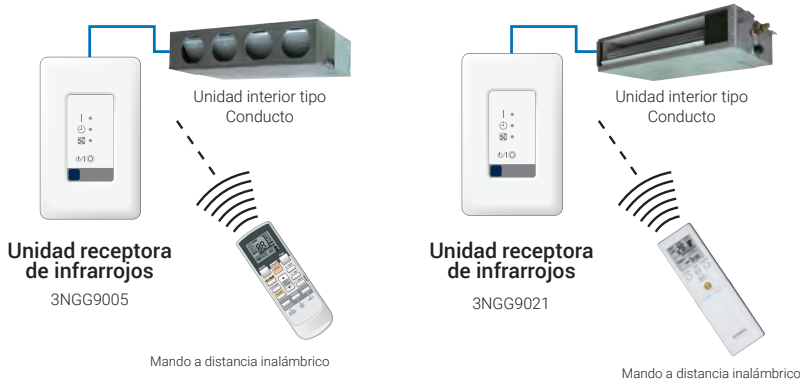 Unidad interior tipo
Conducto
Unidad receptora
de infrarrojos
3NGG9005
Mando a distancia inalámbrico
Unidad interior tipo
Conducto
Unidad receptora
de infrarrojos
3NGG9021
Mando a distancia inalámbrico